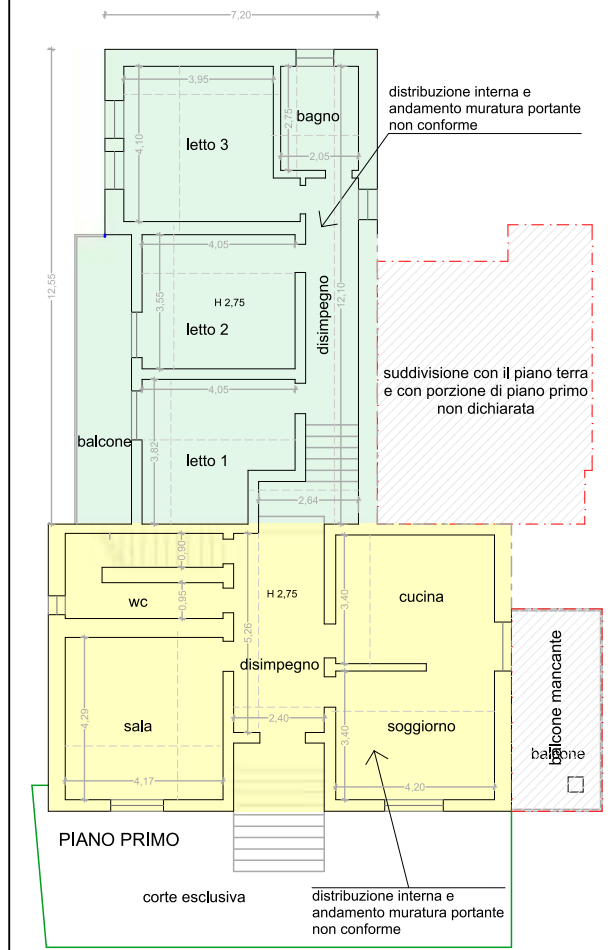 7,20
distribuzione interna e
andamento muratura portante
non conforme
3,95
bagno
2,75
letto 3
4,10
2,05
12,55
4,05
12,10
H 2,75
3,55
letto 2
disimpegno
suddivisione con il piano terra
e con porzione di piano primo
non dichiarata
4,05
balcone
3,82
letto 1
2,64
0,90
H 2,75
cucina
wc
0,95
5,26
3,40
balcone mancante
disimpegno
sala
4,29
2,40
soggiorno
3,40
balcone
4,17
4,20
PIANO PRIMO
corte esclusiva
distribuzione interna e
andamento muratura portante
non conforme